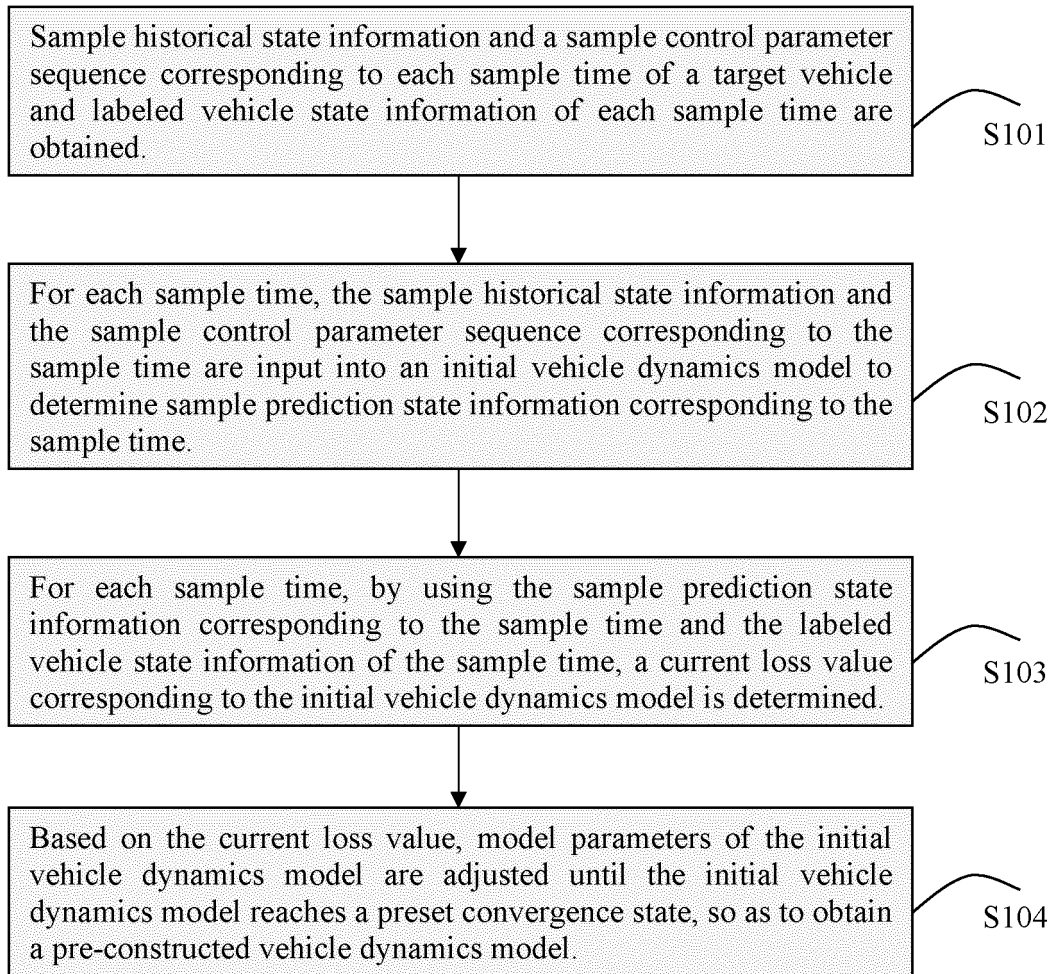 Sample historical state information and a sample control parameter
sequence corresponding to each sample time of a target vehicle
and labeled vehicle state information of each sample time are
obtained.
S101
For each sample time, the sample historical state information and
the sample control parameter sequence corresponding to the
sample time are input into an initial vehicle dynamics model to
determine sample prediction state information corresponding to the
sample time.
S102
For each sample time, by using the sample prediction state
information corresponding to the sample time and the labeled
vehicle state information of the sample time, a current loss value
corresponding to the initial vehicle dynamics model is determined.
S103
Based on the current loss value, model parameters of the initial
vehicle dynamics model are adjusted until the initial vehicle
dynamics model reaches a preset convergence state, so as to obtain
a pre-constructed vehicle dynamics model.
S104